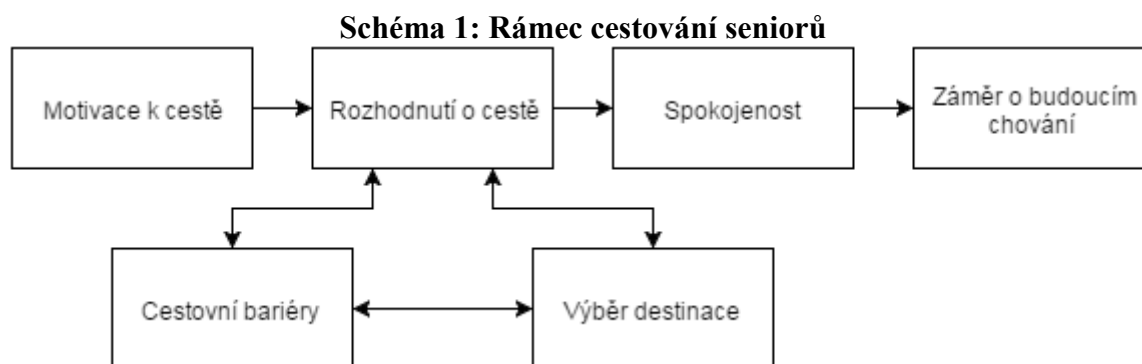 Schéma 1: Rámec cestování seniorů
Motivace k cestě
Rozhodnutí o cestě
Spokojenost
Záměr o budoucím
chování
Cestovní bariéry
Výběr destinace